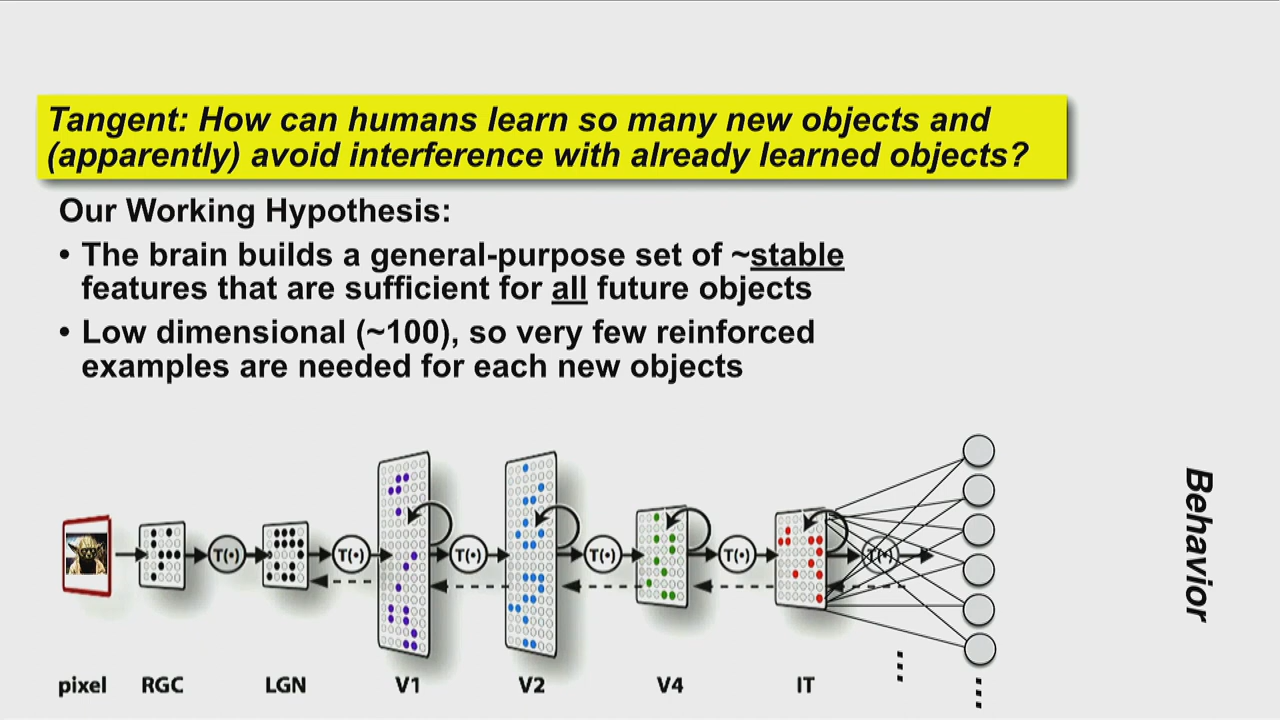 Tangent: How can humans learn so many new objects and
(apparently) avoid interference with already learned objects?
Our Working Hypothesis:
• The brain builds a general-purpose set of ~stable
features that are sufficient for all future objects
• Low dimensional (~100), so very few reinforced
examples are needed for each new objects
T(•) T(•) T(•) T(•) T(•) T(•)
Behavior
pixel RGC LGN V1 V2 V4 IT ... ...